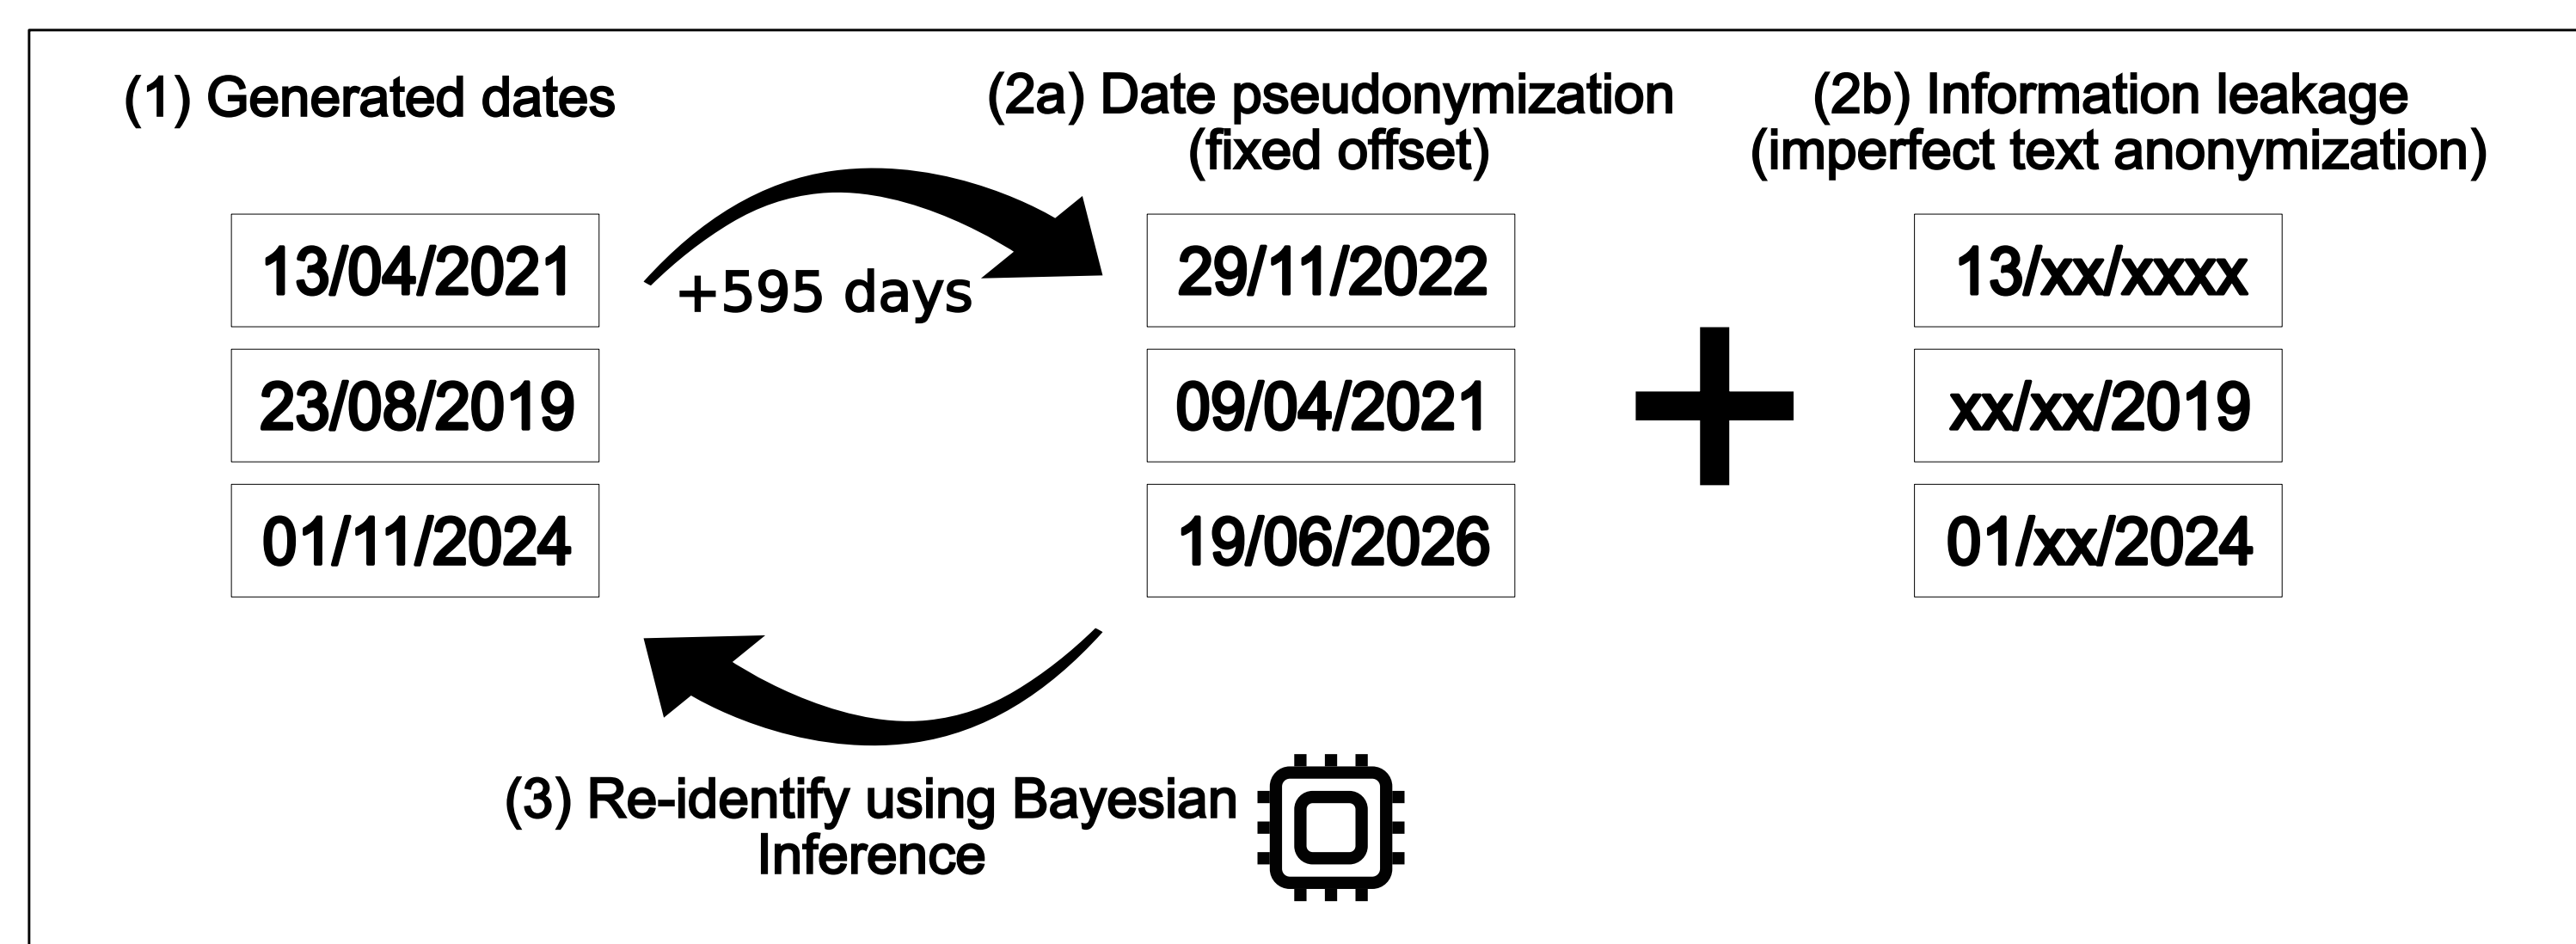 (1) Generated dates
13/04/2021
23/08/2019
01/11/2024
+595 days
(2a) Date pseudonymization
(fixed offset)
29/11/2022
09/04/2021
19/06/2026
(2b) Information leakage
(imperfect text anonymization)
13/xx/xxxx
xx/xx/2019
01/xx/2024
(3) Re-identify using Bayesian
Inference